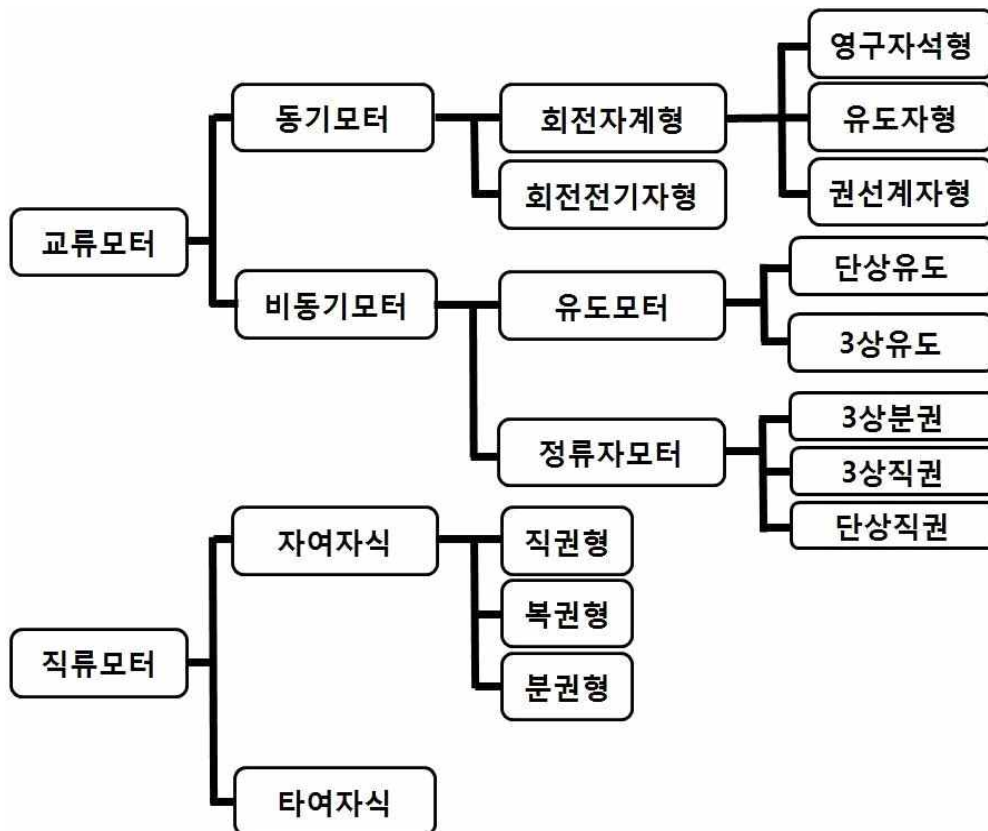 영구자석형
동기모터
회전자계형
유도자형
회전전기자형
권선계자형
교류모터
단상유도
비동기모터
유도모터
3상유도
3상분권
정류자모터
3상직권
단상직권
자여자식
직권형
복권형
직류모터
분권형
타여자식